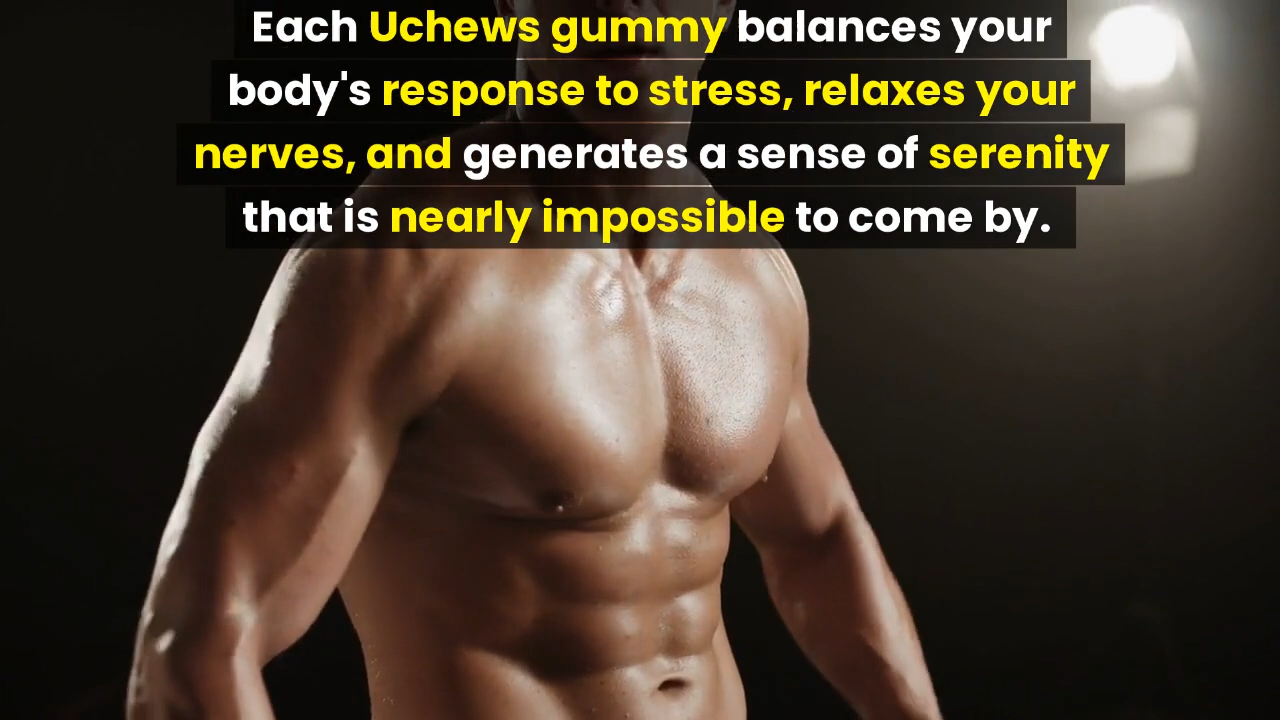 Each Uchews gummy balances your
body's response to stress, relaxes your
nerves, and generates a sense of serenity
that is nearly impossible to come by.